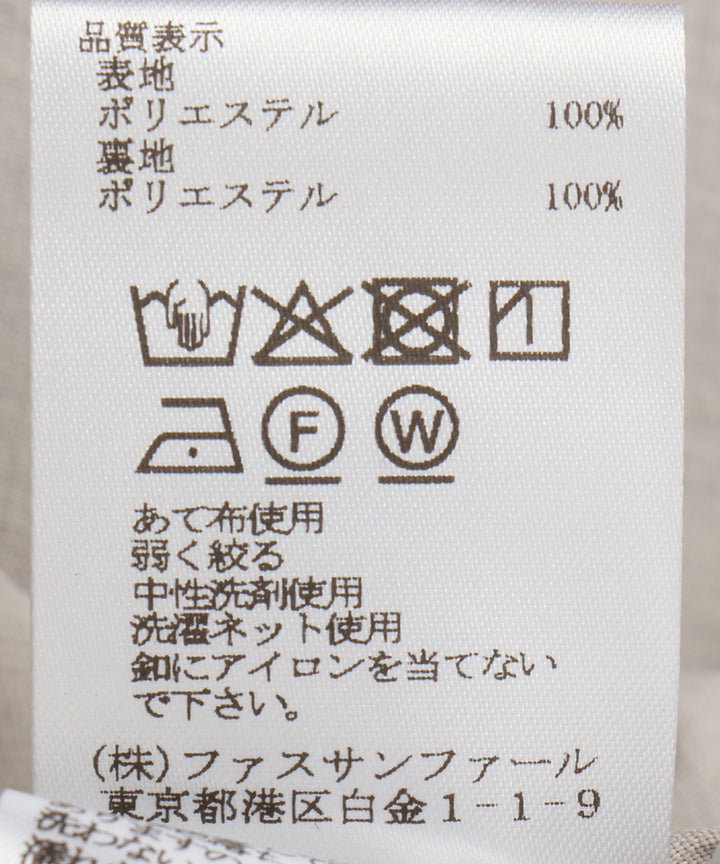 品質表示
表地
ポリエステル 100%
裏地
ポリエステル 100%
F W
あて布使用
弱く絞る
中性洗剤使用
洗濯ネット使用
釦にアイロンを当てない
で下さい。
(株)ファスサンファール
東京都港区白金1-1-9
洗わない